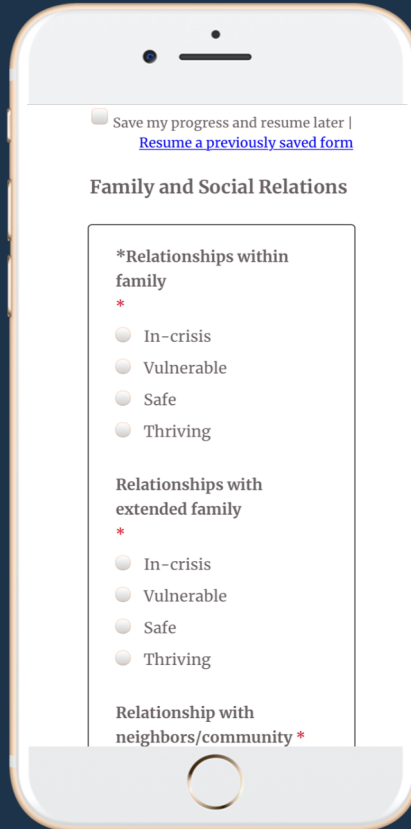 Save my progress and resume later |
Resume a previously saved form
Family and Social Relations
*Relationships within
family
*
In-crisis
Vulnerable
Safe
Thriving
Relationships with
extended family
*
In-crisis
Vulnerable
Safe
Thriving
Relationship with
neighbors/community *